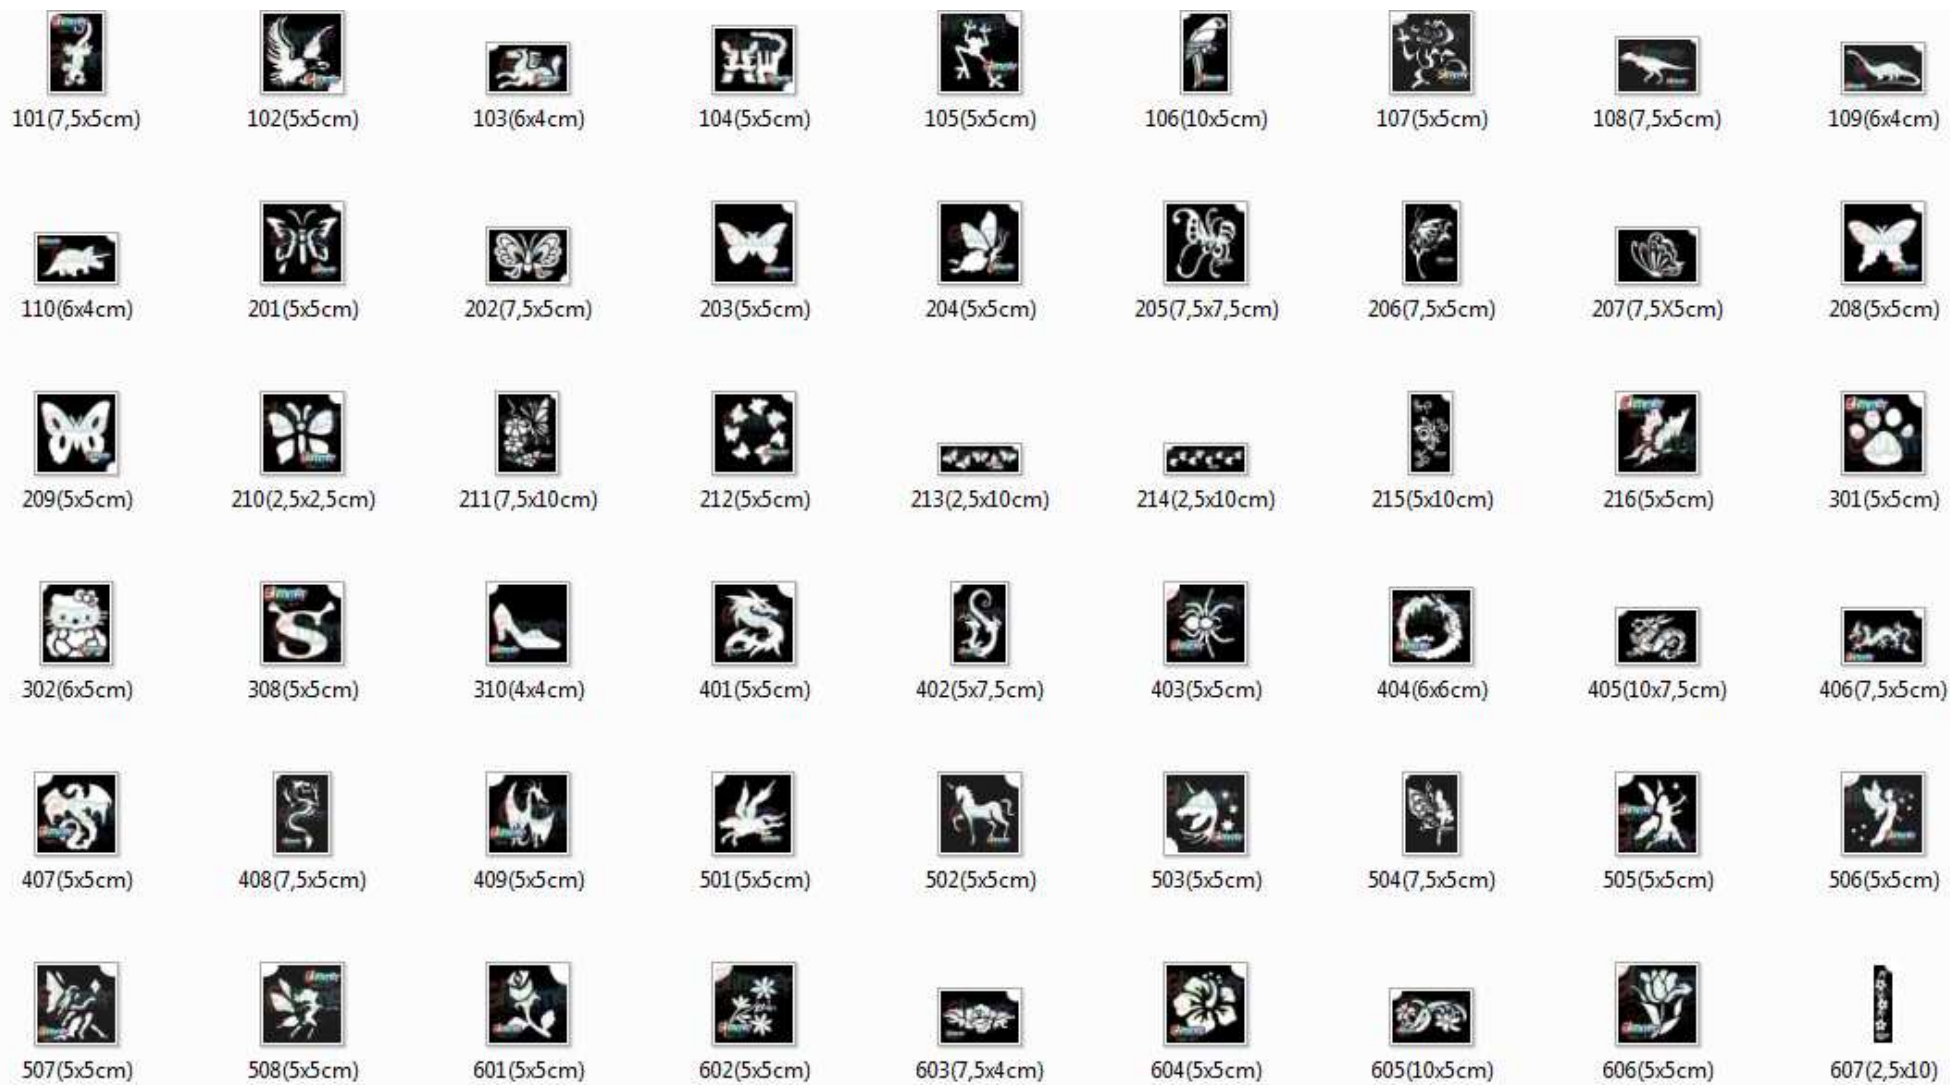 101(7,5x5cm) 102(5x5cm) 103(6x4cm) 104(5x5cm) 105(5x5cm) 106(10x5cm) 107(5x5cm) 108(7,5x5cm) 109(6x4cm)
110(6x4cm) 201(5x5cm) 202(7,5x5cm) 203(5x5cm) 204(5x5cm) 205(7,5x7,5cm) 206(7,5x5cm) 207(7,5X5cm) 208(5x5cm)
209(5x5cm) 210(2,5x2,5cm) 211(7,5x10cm) 212(5x5cm) 213(2,5x10cm) 214(2,5x10cm) 215(5x10cm) 216(5x5cm) 301(5x5cm)
302(6x5cm) 308(5x5cm) 310(4x4cm) 401(5x5cm) 402(5x7,5cm) 403(5x5cm) 404(6x6cm) 405(10x7,5cm) 406(7,5x5cm)
407(5x5cm) 408(7,5x5cm) 409(5x5cm) 501(5x5cm) 502(5x5cm) 503(5x5cm) 504(7,5x5cm) 505(5x5cm) 506(5x5cm)
507(5x5cm) 508(5x5cm) 601(5x5cm) 602(5x5cm) 603(7,5x4cm) 604(5x5cm) 605(10x5cm) 606(5x5cm) 607(2,5x10)